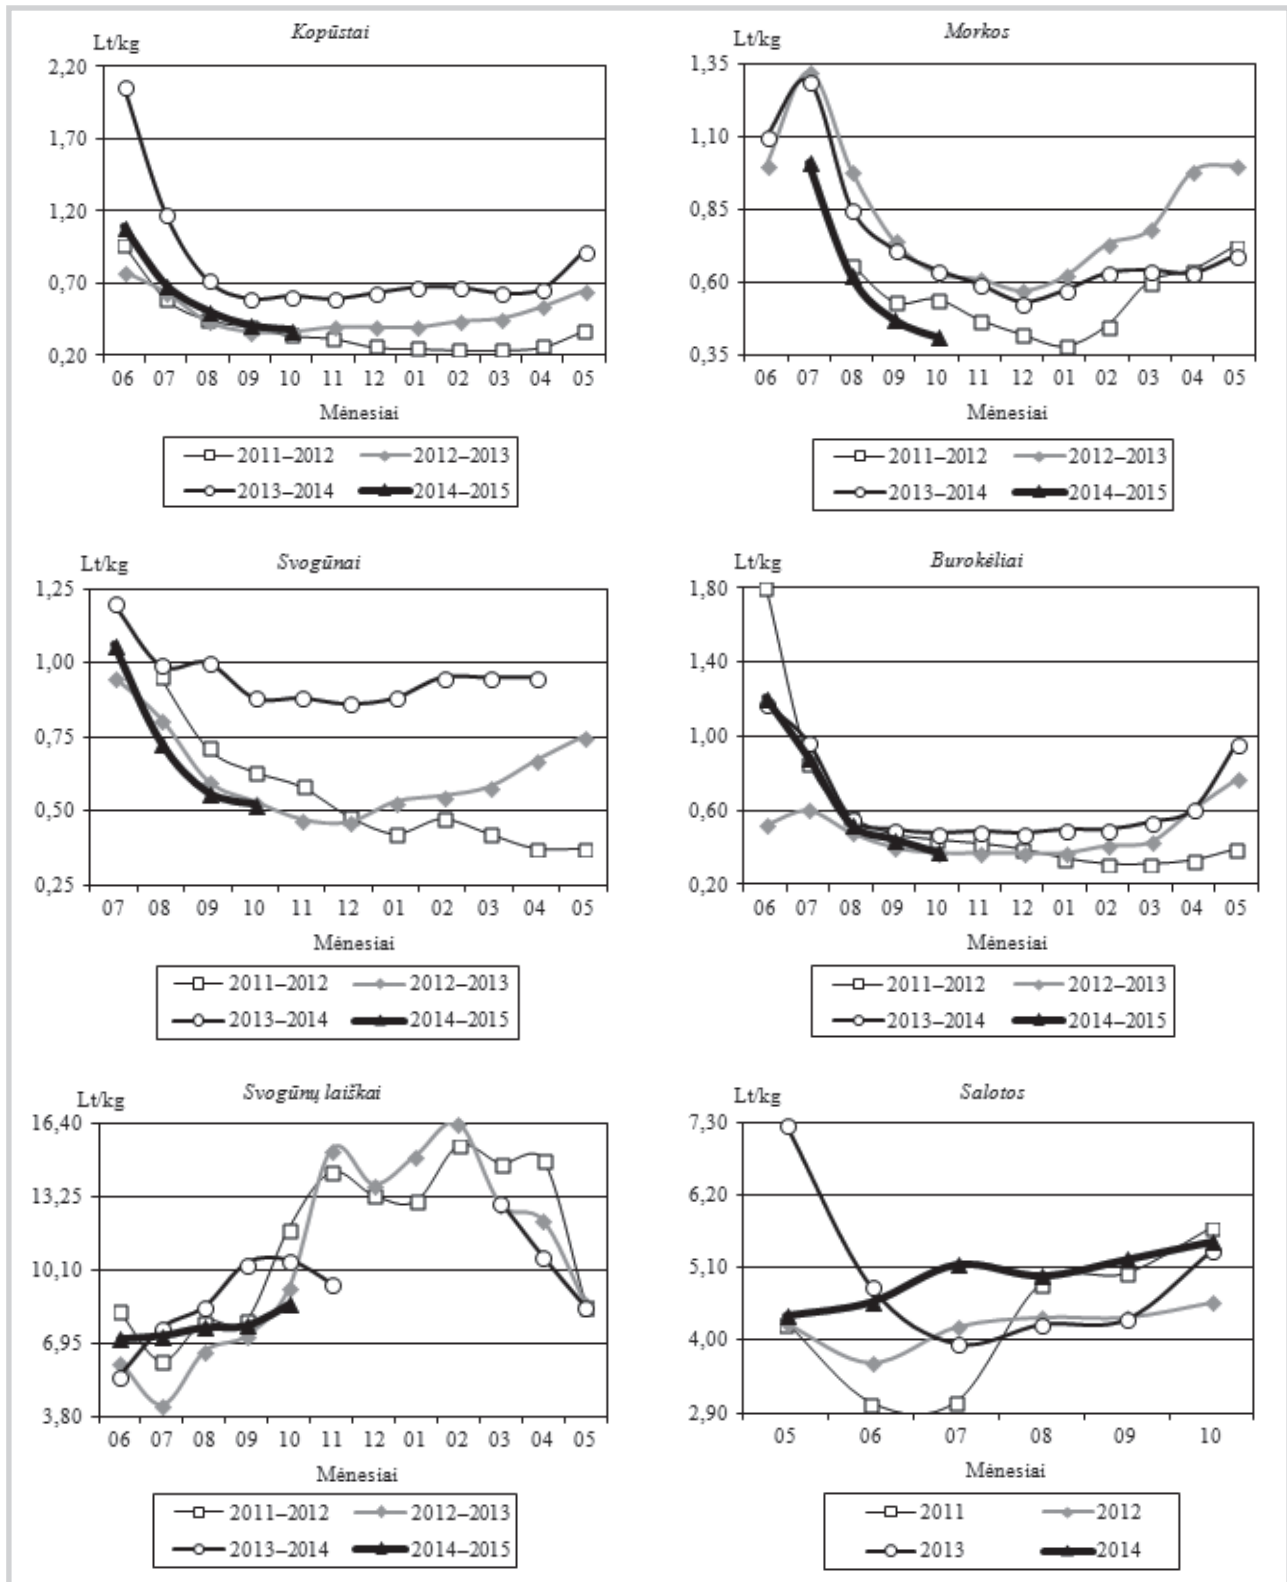 Kopūstai
Lt/kg
2,20
1,70
1,20
0,70
0,20
06 07 08 09 10 11 12 01 02 03 04 05
Mėnesiai
2011–2012 2012–2013
2013–2014 2014–2015
Morkos
Lt/kg
1,35
1,10
0,85
0,60
0,35
06 07 08 09 10 11 12 01 02 03 04 05
Mėnesiai
2011–2012 2012–2013
2013–2014 2014–2015
Svogūnai
Lt/kg
1,25
1,00
0,75
0,50
0,25
07 08 09 10 11 12 01 02 03 04 05
Mėnesiai
2011–2012 2012–2013
2013–2014 2014–2015
Burokėliai
Lt/kg
1,80
1,40
1,00
0,60
0,20
06 07 08 09 10 11 12 01 02 03 04 05
Mėnesiai
2011–2012 2012–2013
2013–2014 2014–2015
Svogūnų laiškai
Lt/kg
16,40
13,25
10,10
6,95
3,80
06 07 08 09 10 11 12 01 02 03 04 05
Mėnesiai
2011–2012 2012–2013
2013–2014 2014–2015
Salotos
Lt/kg
7,30
6,20
5,10
4,00
2,90
05 06 07 08 09 10
Mėnesiai
2011 2012
2013 2014